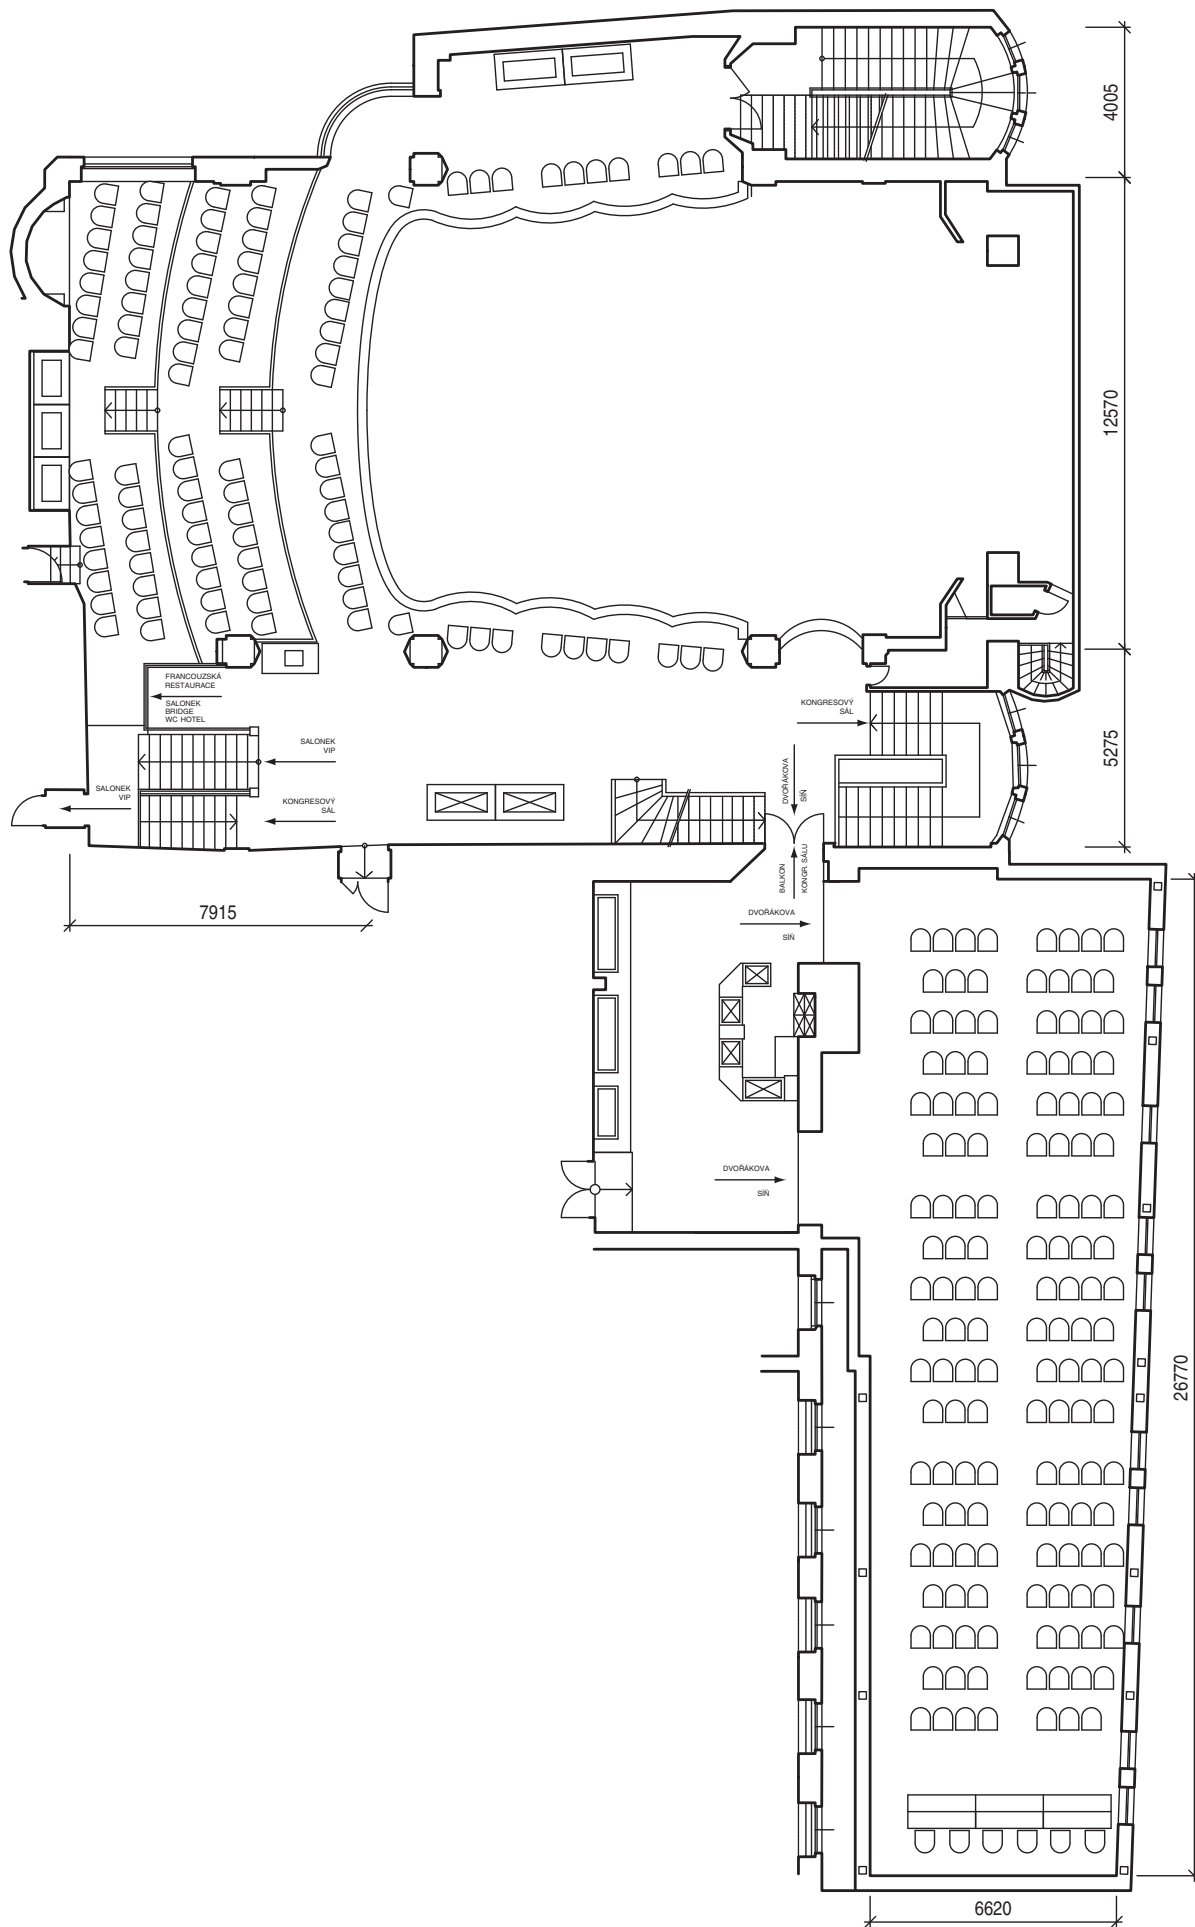 4005
12570
FRANCOUZSKÁ
RESTAURACE
SALONEK
BRIDGE
WC HOTEL
KONGRESOVÝ
SÁL
SALONEK
VIP
5275
DVOŘÁKOVA
SÍŇ
SALONEK
VIP
KONGRESOVÝ
SÁL
BALKON
KONGR. SÁLU
7915
DVOŘÁKOVA
SÍŇ
DVOŘÁKOVA
SÍŇ
26770
6620